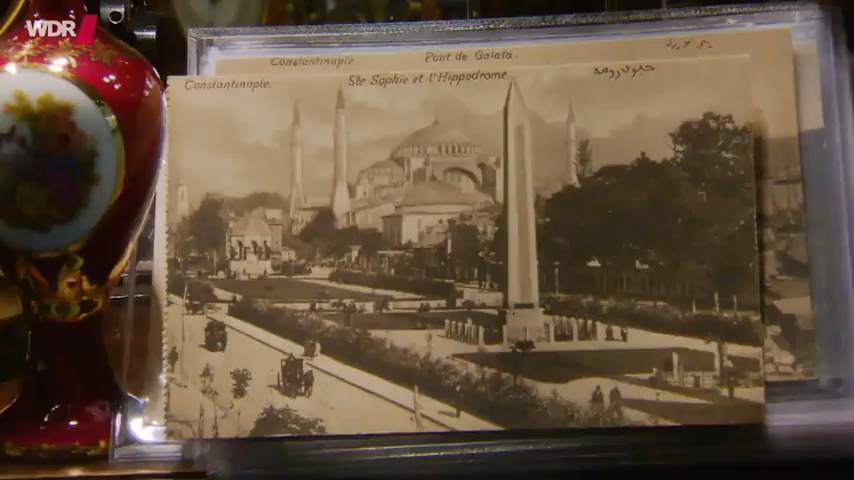 WDR
Constantinople. Pont de Galata.
Constantinople. Ste Sophie et l'Hippodrome.